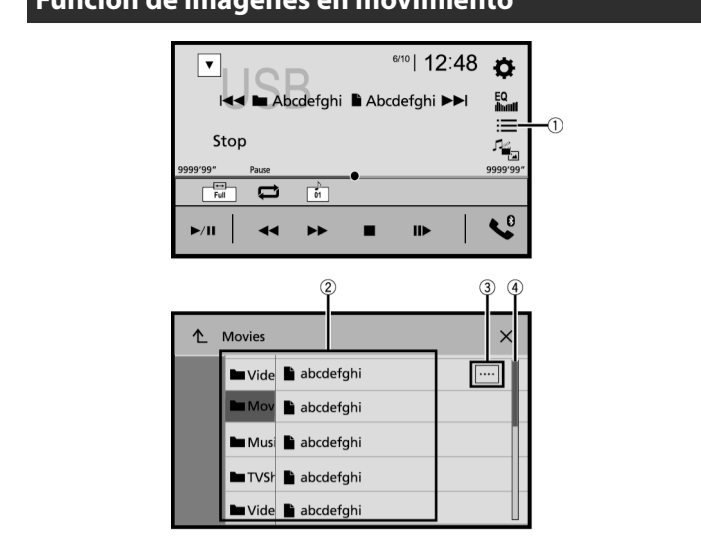 Función de imágenes en movimiento
▼ USB 6/10 | 12:48
Abcdefghi Abcdefghi
EQ
①
Stop
9999'99" Pause 9999'99"
Full 01
② ③ ④
Movies ×
Vide abcdefghi ....
Mov abcdefghi
Musi abcdefghi
TVSh abcdefghi
Vide abcdefghi